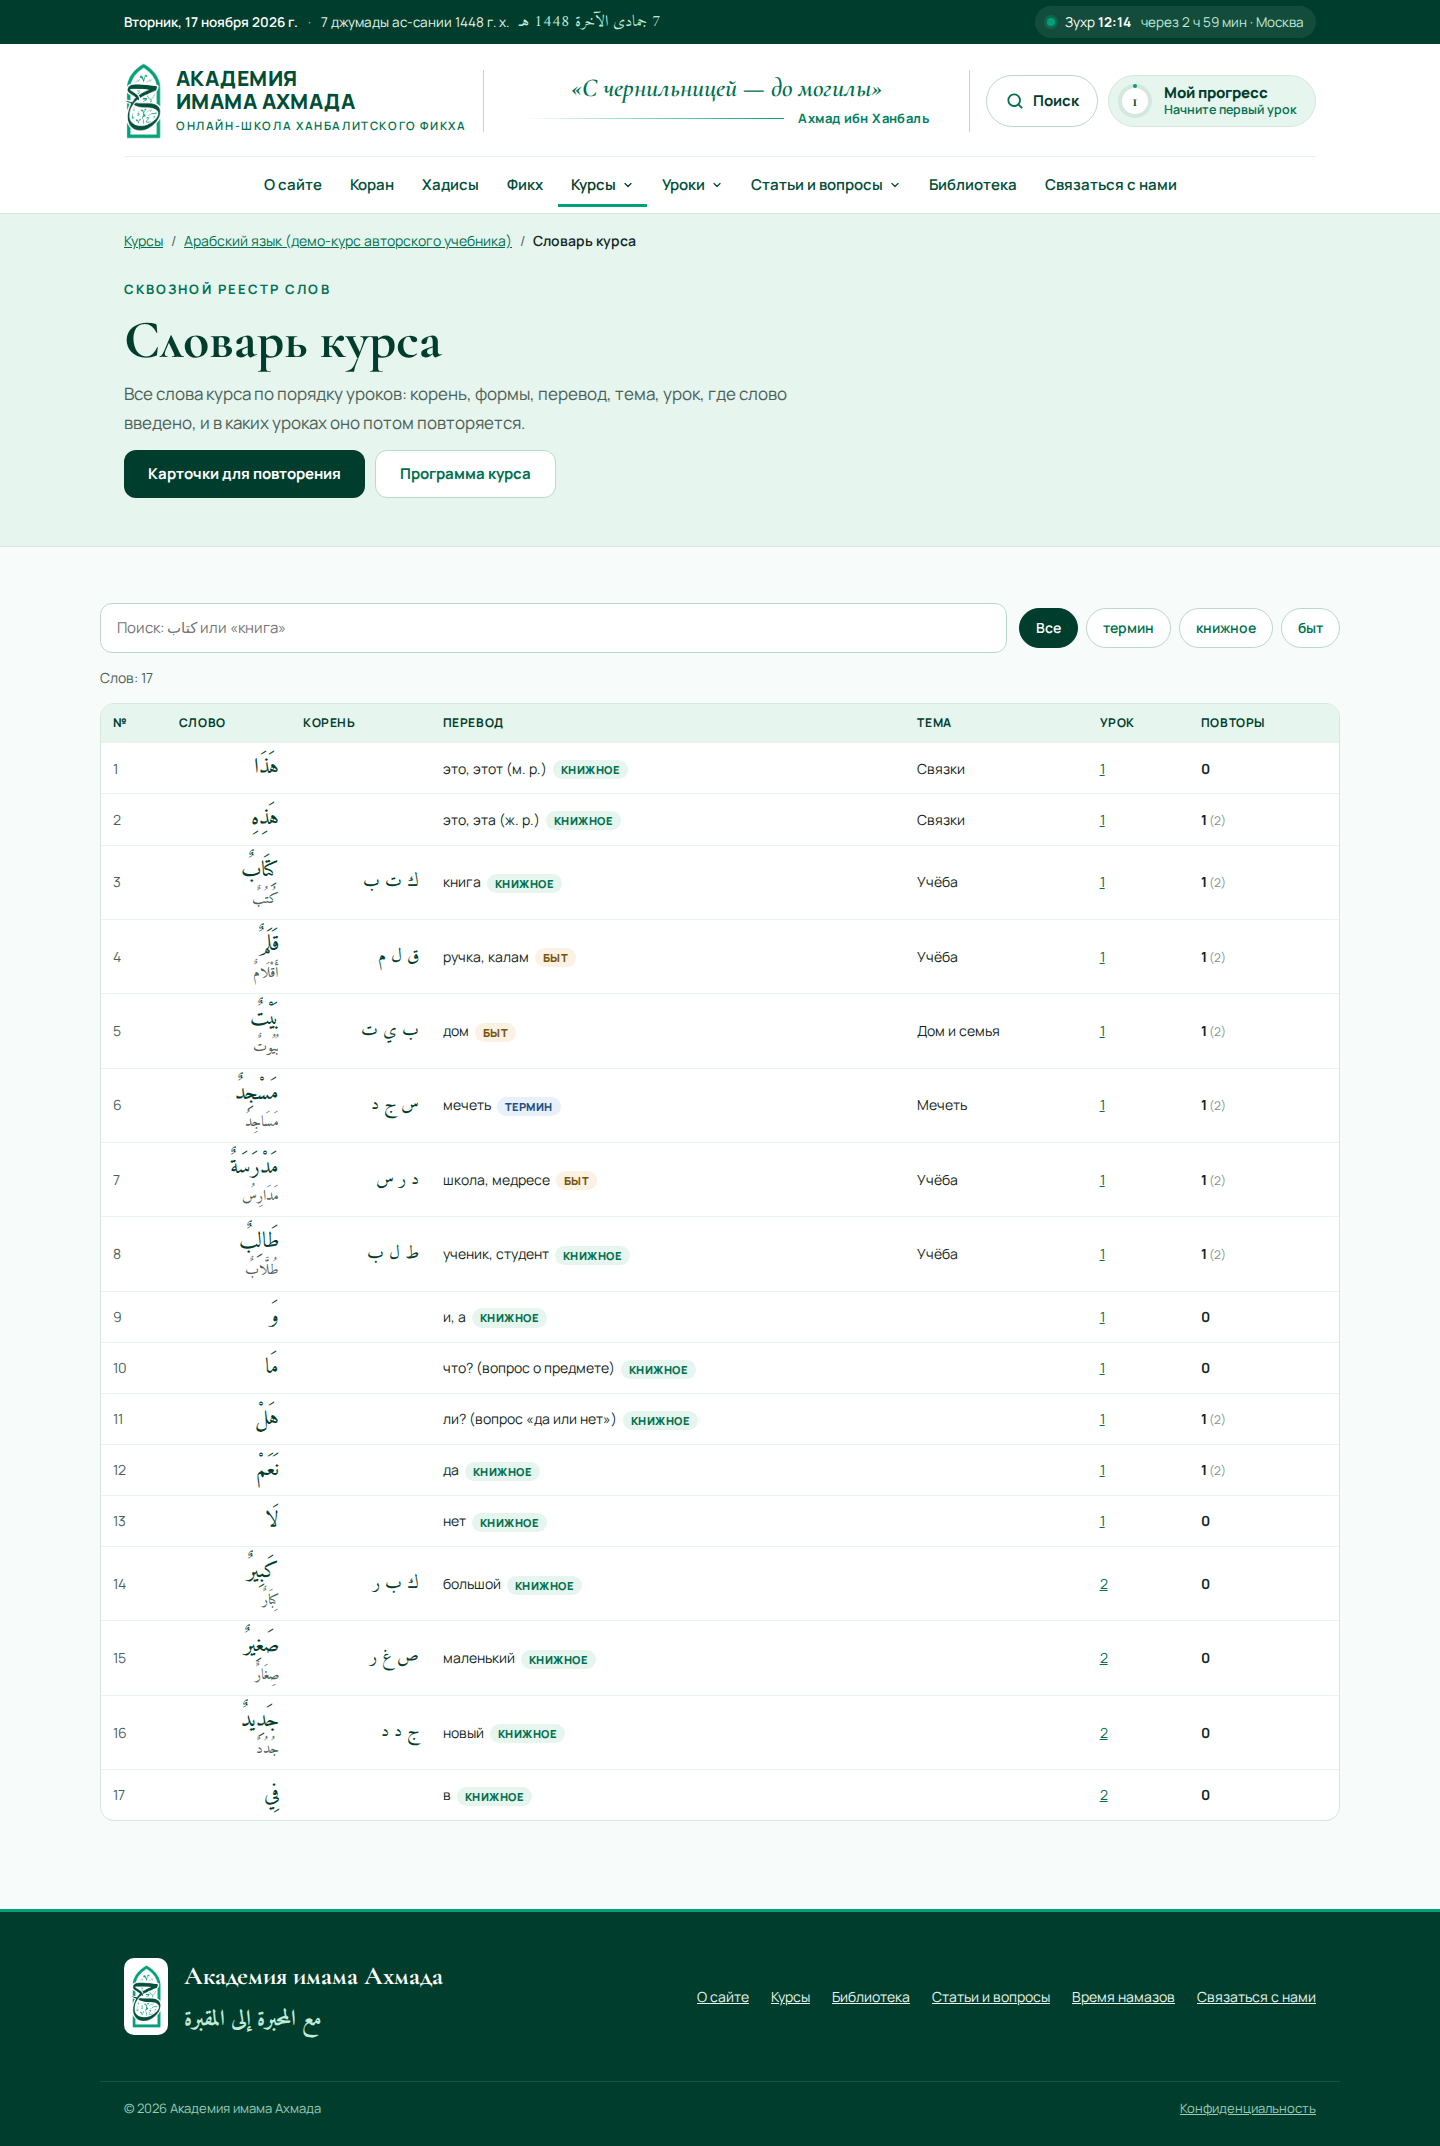 Вторник, 17 ноября 2026 г. · 7 джумады ас-сании 1448 г. х. 7 جمادى الآخرة 1448 هـ
Зухр 12:14 через 2 ч 59 мин · Москва
АКАДЕМИЯ
ИМАМА АХМАДА
ОНЛАЙН-ШКОЛА ХАНБАЛИТСКОГО ФИКХА
«С чернильницей — до могилы»
Ахмад ибн Ханбаль
Поиск
1
Мой прогресс
Начните первый урок
О сайте Коран Хадисы Фикх Курсы Уроки Статьи и вопросы Библиотека Связаться с нами
Курсы / Арабский язык (демо-курс авторского учебника) / Словарь курса
СКВОЗНОЙ РЕЕСТР СЛОВ
Словарь курса
Все слова курса по порядку уроков: корень, формы, перевод, тема, урок, где слово
введено, и в каких уроках оно потом повторяется.
Карточки для повторения Программа курса
Поиск: كتاب или «книга»
Все термин книжное быт
Слов: 17
№ СЛОВО КОРЕНЬ ПЕРЕВОД ТЕМА УРОК ПОВТОРЫ
1 هَذَا это, этот (м. р.) КНИЖНОЕ Связки 1 0
2 هَذِهِ это, эта (ж. р.) КНИЖНОЕ Связки 1 1 (2)
3 كِتَابٌ ك ت ب книга КНИЖНОЕ Учёба 1 1 (2)
كُتُبٌ
4 قَلَمٌ ق ل م ручка, калам БЫТ Учёба 1 1 (2)
أَقْلَامٌ
5 بَيْتٌ ب ي ت дом БЫТ Дом и семья 1 1 (2)
بُيُوتٌ
6 مَسْجِدٌ س ج د мечеть ТЕРМИН Мечеть 1 1 (2)
مَسَاجِدُ
7 مَدْرَسَةٌ د ر س школа, медресе БЫТ Учёба 1 1 (2)
مَدَارِسُ
8 طَالِبٌ ط ل ب ученик, студент КНИЖНОЕ Учёба 1 1 (2)
طُلَّابٌ
9 وَ и, а КНИЖНОЕ 1 0
10 مَا что? (вопрос о предмете) КНИЖНОЕ 1 0
11 هَلْ ли? (вопрос «да или нет») КНИЖНОЕ 1 1 (2)
12 نَعَمْ да КНИЖНОЕ 1 1 (2)
13 لَا нет КНИЖНОЕ 1 0
14 كَبِيرٌ ك ب ر большой КНИЖНОЕ 2 0
كِبَارٌ
15 صَغِيرٌ ص غ ر маленький КНИЖНОЕ 2 0
صِغَارٌ
16 جَدِيدٌ ج د د новый КНИЖНОЕ 2 0
جُدُدٌ
17 فِي в КНИЖНОЕ 2 0
Академия имама Ахмада
مع المحبرة إلى المقبرة
О сайте Курсы Библиотека Статьи и вопросы Время намазов Связаться с нами
© 2026 Академия имама Ахмада
Конфиденциальность